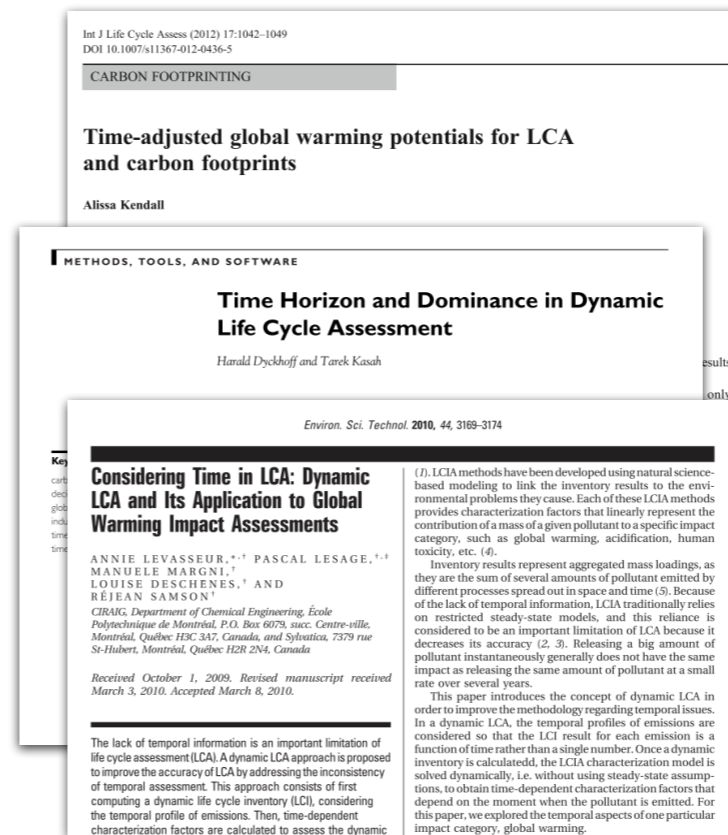 Int J Life Cycle Assess (2012) 17:1042–1049
DOI 10.1007/s11367-012-0436-5
CARBON FOOTPRINTING
Time-adjusted global warming potentials for LCA
and carbon footprints
Alissa Kendall
METHODS, TOOLS, AND SOFTWARE
Time Horizon and Dominance in Dynamic
Life Cycle Assessment
Harald Dyckhoff and Tarek Kasah
esults
only
Key
carb
deci
glob
indu
time
time
Environ. Sci. Technol. 2010, 44, 3169–3174
Considering Time in LCA: Dynamic
LCA and Its Application to Global
Warming Impact Assessments
ANNIE LEVASSEUR,*,† PASCAL LESAGE,†,‡
MANUELE MARGNI,†
LOUISE DESCHÊNES,† AND
RÉJEAN SAMSON†
CIRAIG, Department of Chemical Engineering, École
Polytechnique de Montréal, P.O. Box 6079, succ. Centre-ville,
Montréal, Québec H3C 3A7, Canada, and Sylvatica, 7379 rue
St-Hubert, Montréal, Québec H2R 2N4, Canada
Received October 1, 2009. Revised manuscript received
March 3, 2010. Accepted March 8, 2010.
The lack of temporal information is an important limitation of
life cycle assessment (LCA). A dynamic LCA approach is proposed
to improve the accuracy of LCA by addressing the inconsistency
of temporal assessment. This approach consists of first
computing a dynamic life cycle inventory (LCI), considering
the temporal profile of emissions. Then, time-dependent
characterization factors are calculated to assess the dynamic
(1). LCIA methods have been developed using natural science-
based modeling to link the inventory results to the envi-
ronmental problems they cause. Each of these LCIA methods
provides characterization factors that linearly represent the
contribution of a mass of a given pollutant to a specific impact
category, such as global warming, acidification, human
toxicity, etc. (4).
Inventory results represent aggregated mass loadings, as
they are the sum of several amounts of pollutant emitted by
different processes spread out in space and time (5). Because
of the lack of temporal information, LCIA traditionally relies
on restricted steady-state models, and this reliance is
considered to be an important limitation of LCA because it
decreases its accuracy (2, 3). Releasing a big amount of
pollutant instantaneously generally does not have the same
impact as releasing the same amount of pollutant at a small
rate over several years.
This paper introduces the concept of dynamic LCA in
order to improve the methodology regarding temporal issues.
In a dynamic LCA, the temporal profiles of emissions are
considered so that the LCI result for each emission is a
function of time rather than a single number. Once a dynamic
inventory is calculatedd, the LCIA characterization model is
solved dynamically, i.e. without using steady-state assump-
tions, to obtain time-dependent characterization factors that
depend on the moment when the pollutant is emitted. For
this paper, we explored the temporal aspects of one particular
impact category, global warming.